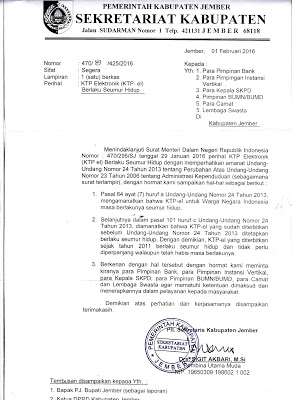 PEMERINTAH KABUPATEN JEMBER
SEKRETARIAT KABUPATEN
Jalan SUDARMAN Nomor 1 Telp. 421131 JEMBER 68118
Jember, 01 Februari 2016
Nomor : 470/ /425/2016
Sifat : Segera
Lampiran : 1 (satu) berkas
Perihal : KTP Elektronik (KTP- el)
Berlaku Seumur Hidup
Kepada :
Yth. 1. Para Pimpinan Bank
2. Para Pimpingan Instansi
Vertikal
3. Para Kepala SKPD
4. Pimpinan BUMN/BUMD
5. Para Camat
6. Lembaga Swasta
Di
Kabupaten Jember
Menindaklanjuti Surat Menteri Dalam Negeri Republik Indonesia
Nomor : 470/295/SJ tanggal 29 Januari 2016 perihal KTP Elektronik
(KTP el) Berlaku Seumur Hidup dengan memperhatikan amanat Undang-
Undang Nomor 24 Tahun 2013 tentang Perubahan Atas Undang-Undang
Nomor 23 Tahun 2006 tentang Administrasi Kependudukan (sebagaimana
surat terlampir), dengan hormat kami sampaikan hal-hal sebagai berikut :
1. Pasal 64 ayat (7) huruf a Undang-Undang Nomor 24 Tahun 2013,
mengamanatkan bahwa KTP-el untuk Warga Negara Indonesia
masa berlakunya seumur hidup.
2. Selanjutnya dalam pasal 101 huruf c Undang-Undang Nomor 24
Tahun 2013, diamanatkan bahwa KTP-el yang sudah diterbitkan
sebelum Undang-Undang Nomor 24 Tahun 2013 ditetapkan
berlaku seumur hidup. Dengan demikian, KTP-el yang diterbitkan
sejak tahun 2011 berlaku seumur hidup dan tidak perlu
diperpanjang walaupun telah habis masa berlakunya.
3. Berkenan dengan hal tersebut dengan hormat kami meminta
kiranya para Pimpinan Bank, para Pimpinan Instansi Vertikal,
para Kepala SKPD, para Pimpinan BUMN/BUMD, para Camat
dan Lembaga Swasta agar mematuhi ketentuan dimaksud dan
menerapkannya dalam pelayanan kepada masyarakat.
Demikian atas perhatian dan kerjasamanya disampaikan
terimakasih.
Plt. Sekretaris Kabupaten Jember
SEKRETARIAT
KABUPATEN
SIGIT AKBARI, M.Si
Pembina Utama Muda
NIP. 19650309 198602 1 002
Tembusan disampaikan kepada Yth :
1. Bapak PJ. Bupati Jember (sebagai laporan)
2. Ketua DPRD Kabupaten Jember